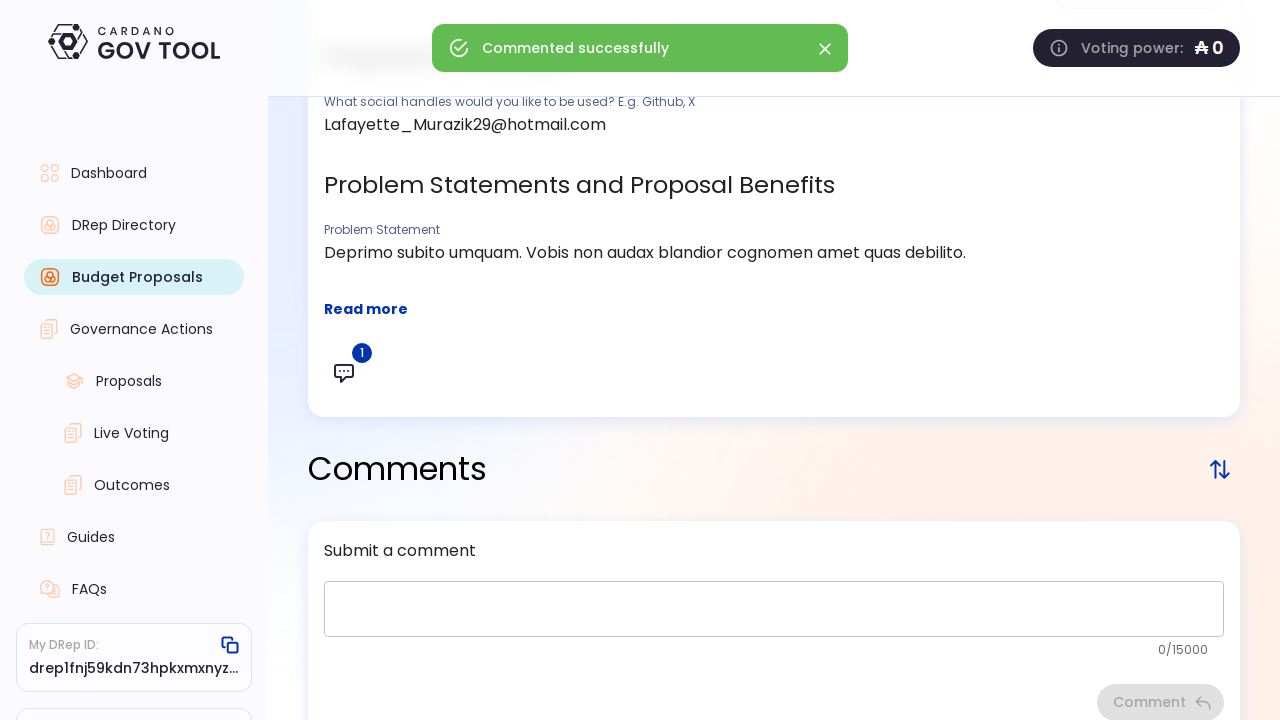 CARDANO
GOV TOOL
Commented successfully
Voting power: ₳ 0
Dashboard
DRep Directory
Budget Proposals
Governance Actions
Proposals
Live Voting
Outcomes
Guides
FAQs
My DRep ID:
drep1fnj59kdn73hpkxmxnyz...
What social handles would you like to be used? E.g. Github, X
Lafayette_Murazik29@hotmail.com
Problem Statements and Proposal Benefits
Problem Statement
Deprimo subito umquam. Vobis non audax blandior cognomen amet quas debilito.
Read more
1
Comments
Submit a comment
0/15000
Comment